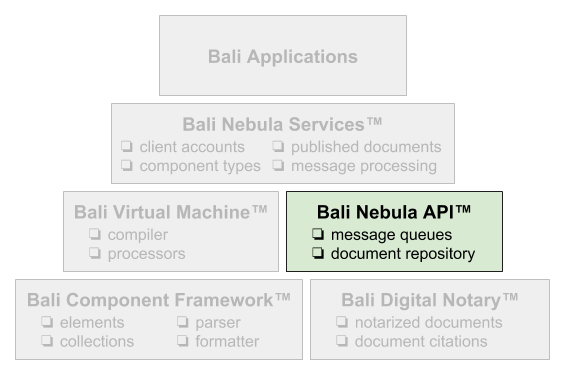 Bali Applications
Bali Nebula Services™
❏ client accounts ❏ published documents
❏ component types ❏ message processing
Bali Virtual Machine™
❏ compiler
❏ processors
Bali Nebula API™
❏ message queues
❏ document repository
Bali Component Framework™
❏ elements ❏ parser
❏ collections ❏ formatter
Bali Digital Notary™
❏ notarized documents
❏ document citations